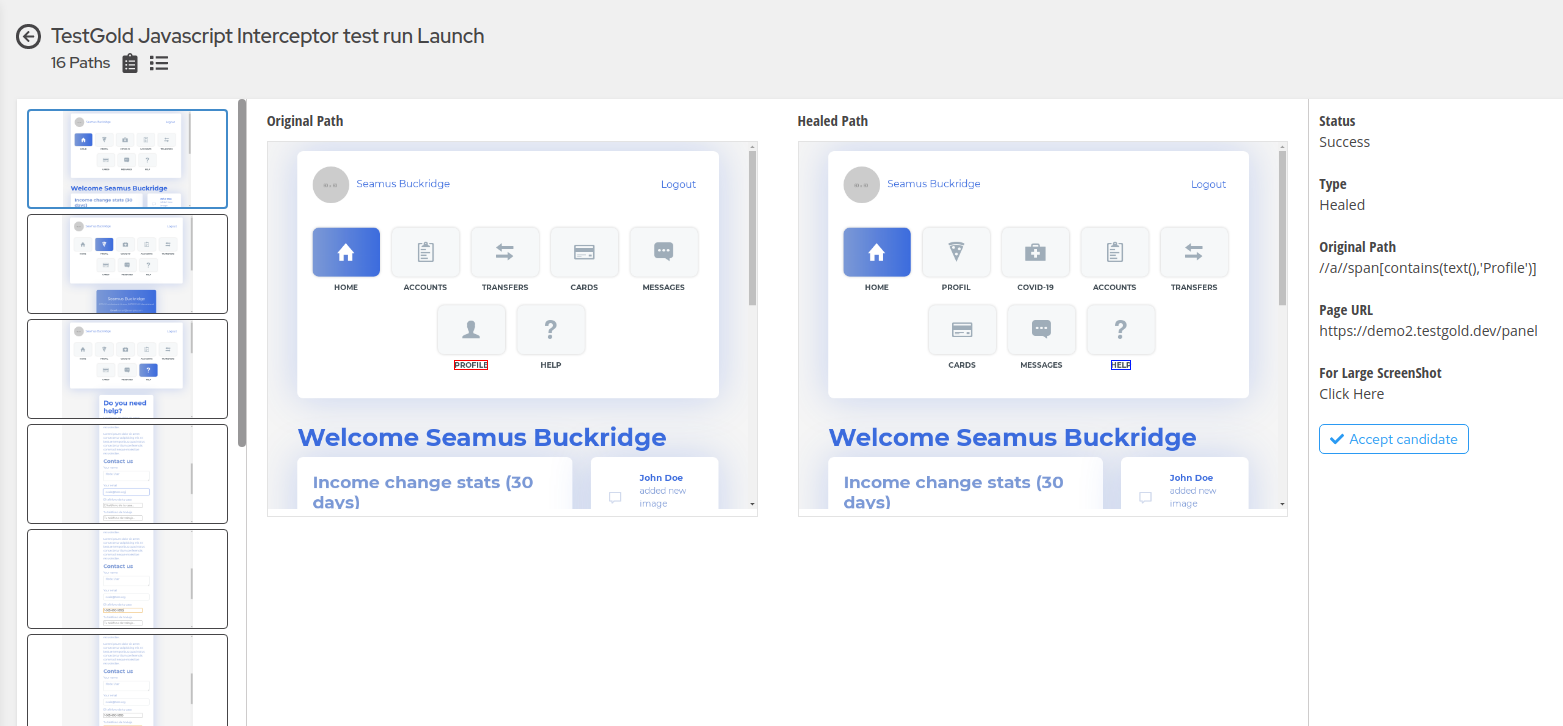 TestGold Javascript Interceptor test run Launch
16 Paths
Seamus Buckridge
Logout
Welcome Seamus Buckridge
Income change stats (30
days)
Seamus Buckridge
Do you need
help?
Contact us
Contact us
Contact us
Original Path
Seamus Buckridge
Logout
HOME
ACCOUNTS
TRANSFERS
CARDS
MESSAGES
PROFILE
HELP
Welcome Seamus Buckridge
Income change stats (30
days)
John Doe
added new
image
Healed Path
Seamus Buckridge
Logout
HOME
PROFIL
COVID-19
ACCOUNTS
TRANSFERS
CARDS
MESSAGES
HELP
Welcome Seamus Buckridge
Income change stats (30
days)
John Doe
added new
image
Status
Success
Type
Healed
Original Path
//a//span[contains(text(),'Profile')]
Page URL
https://demo2.testgold.dev/panel
For Large ScreenShot
Click Here
Accept candidate